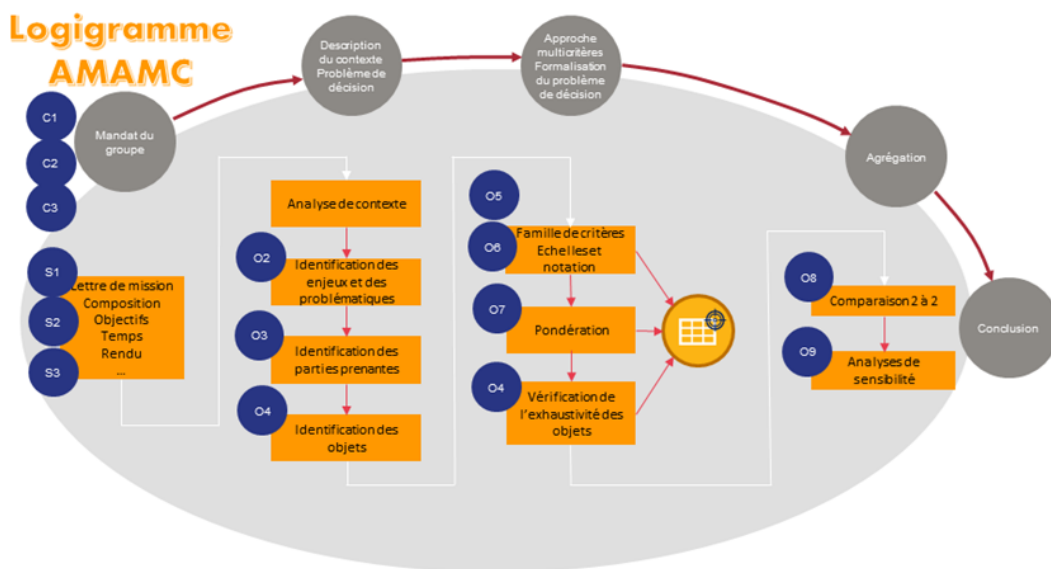 Logigramme
AMAMC
Mandat du
groupe
Description
du contexte
Problème de
décision
Approche
multicritères
Formalisation
du problème
de décision
Agrégation
Conclusion
C1
C2
C3
S1
S2
S3
Lettre de mission
Composition
Objectifs
Temps
Rendu
...
Analyse de contexte
O2
Identification des
enjeux et des
problématiques
O3
Identification des
parties prenantes
O4
Identification des
objets
O5
O6
Famille de critères
Echelles et
notation
O7
Pondération
O4
Vérification de
l'exhaustivité des
objets
O8
Comparaison 2 à 2
O9
Analyses de
sensibilité